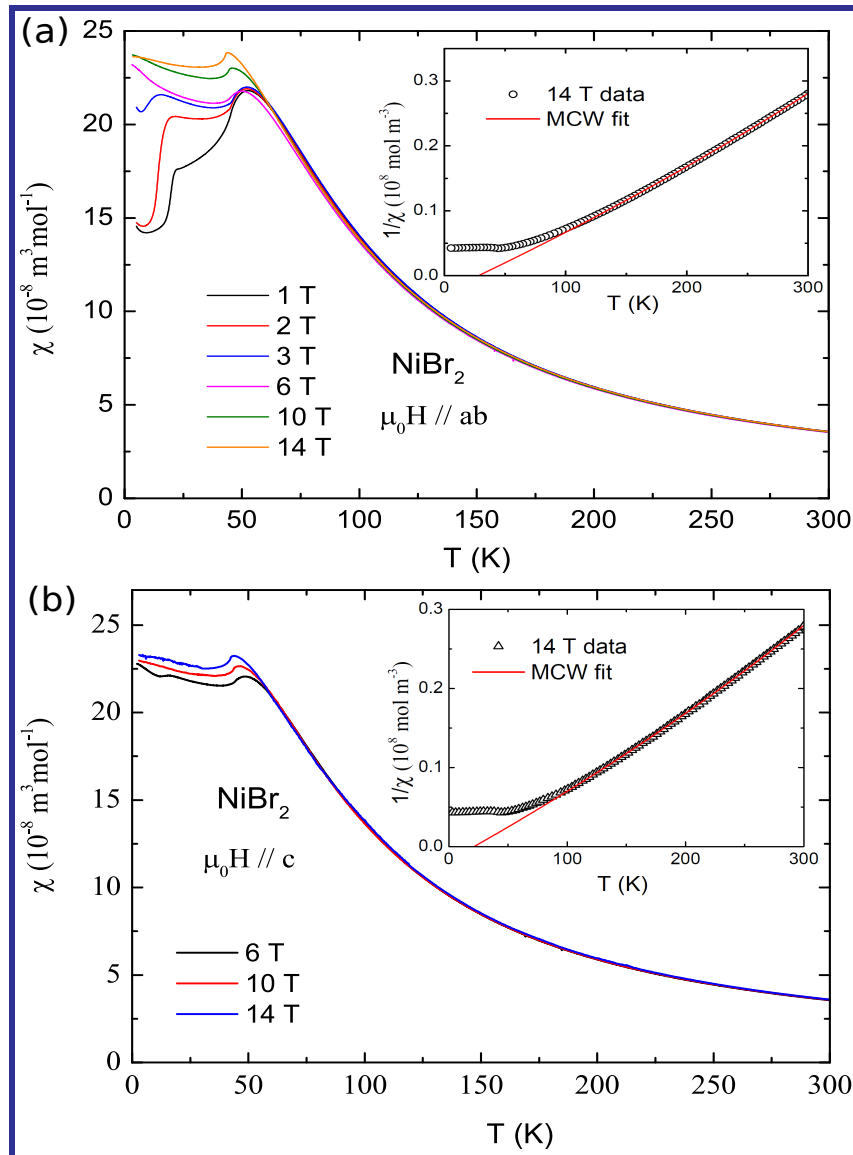 (a)
25
20
15
10
5
0
χ (10⁻⁸ m³mol⁻¹)
0 50 100 150 200 250 300
T (K)
1 T
2 T
3 T
6 T
10 T
14 T
NiBr₂
μ₀H // ab
0.3
0.2
0.1
0.0
1/χ (10⁸ mol m⁻³)
14 T data
MCW fit
0 100 200 300
T (K)
(b)
25
20
15
10
5
0
χ (10⁻⁸ m³mol⁻¹)
0 50 100 150 200 250 300
T (K)
NiBr₂
μ₀H // c
6 T
10 T
14 T
0.3
0.2
0.1
0.0
1/χ (10⁸ mol m⁻³)
14 T data
MCW fit
0 100 200 300
T (K)